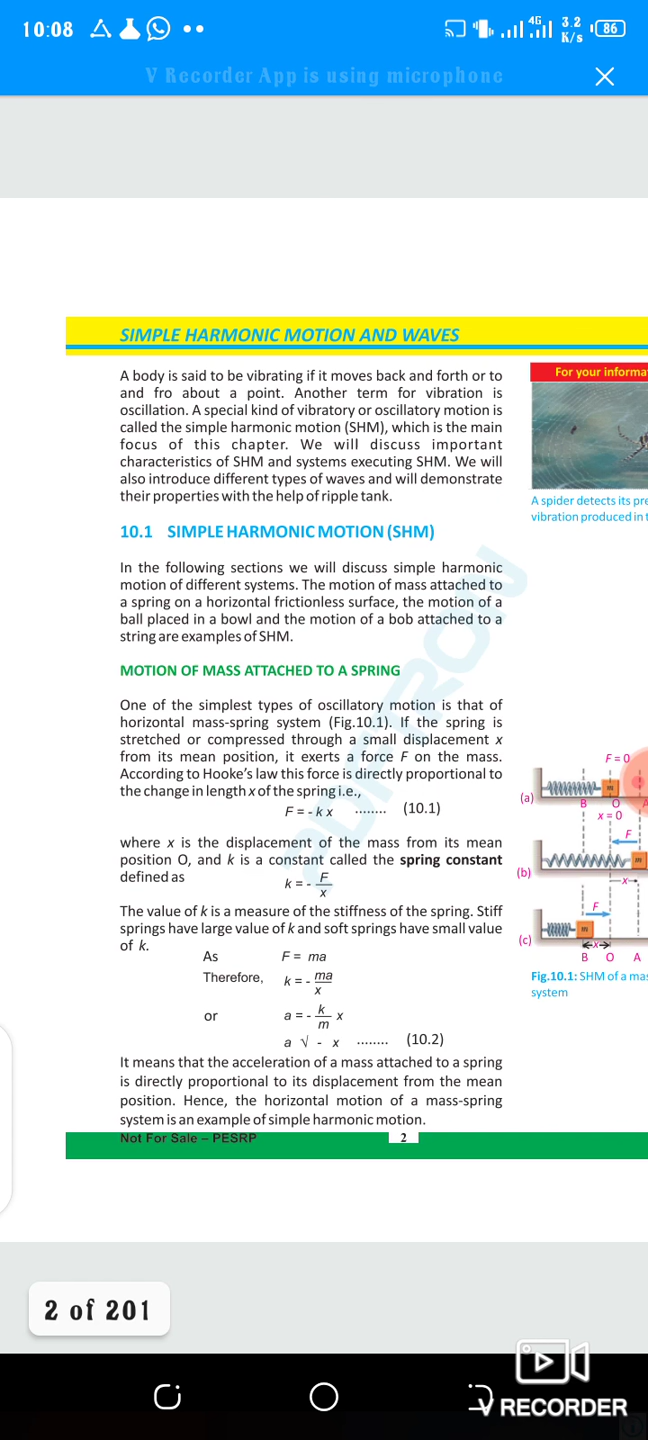 10:08
4G 3.2 K/s 86
V Recorder App is using microphone
SIMPLE HARMONIC MOTION AND WAVES
A body is said to be vibrating if it moves back and forth or to
and fro about a point. Another term for vibration is
oscillation. A special kind of vibratory or oscillatory motion is
called the simple harmonic motion (SHM), which is the main
focus of this chapter. We will discuss important
characteristics of SHM and systems executing SHM. We will
also introduce different types of waves and will demonstrate
their properties with the help of ripple tank.
10.1 SIMPLE HARMONIC MOTION (SHM)
In the following sections we will discuss simple harmonic
motion of different systems. The motion of mass attached to
a spring on a horizontal frictionless surface, the motion of a
ball placed in a bowl and the motion of a bob attached to a
string are examples of SHM.
MOTION OF MASS ATTACHED TO A SPRING
One of the simplest types of oscillatory motion is that of
horizontal mass-spring system (Fig.10.1). If the spring is
stretched or compressed through a small displacement x
from its mean position, it exerts a force F on the mass.
According to Hooke's law this force is directly proportional to
the change in length x of the spring i.e.,
F = - k x ........ (10.1)
where x is the displacement of the mass from its mean
position O, and k is a constant called the spring constant
defined as
k = - F
x
The value of k is a measure of the stiffness of the spring. Stiff
springs have large value of k and soft springs have small value
of k.
As F = ma
Therefore, k = - ma
x
or a = - k x
m
a √ - x ........ (10.2)
It means that the acceleration of a mass attached to a spring
is directly proportional to its displacement from the mean
position. Hence, the horizontal motion of a mass-spring
system is an example of simple harmonic motion.
Not For Sale – PESRP 2
For your informa
A spider detects its pre
vibration produced in t
F = 0
m
(a)
B O A
x = 0
F
(b)
m
x
F
(c)
m
x
B O A
Fig.10.1: SHM of a mas
system
PDFTRON
2 of 201
V RECORDER